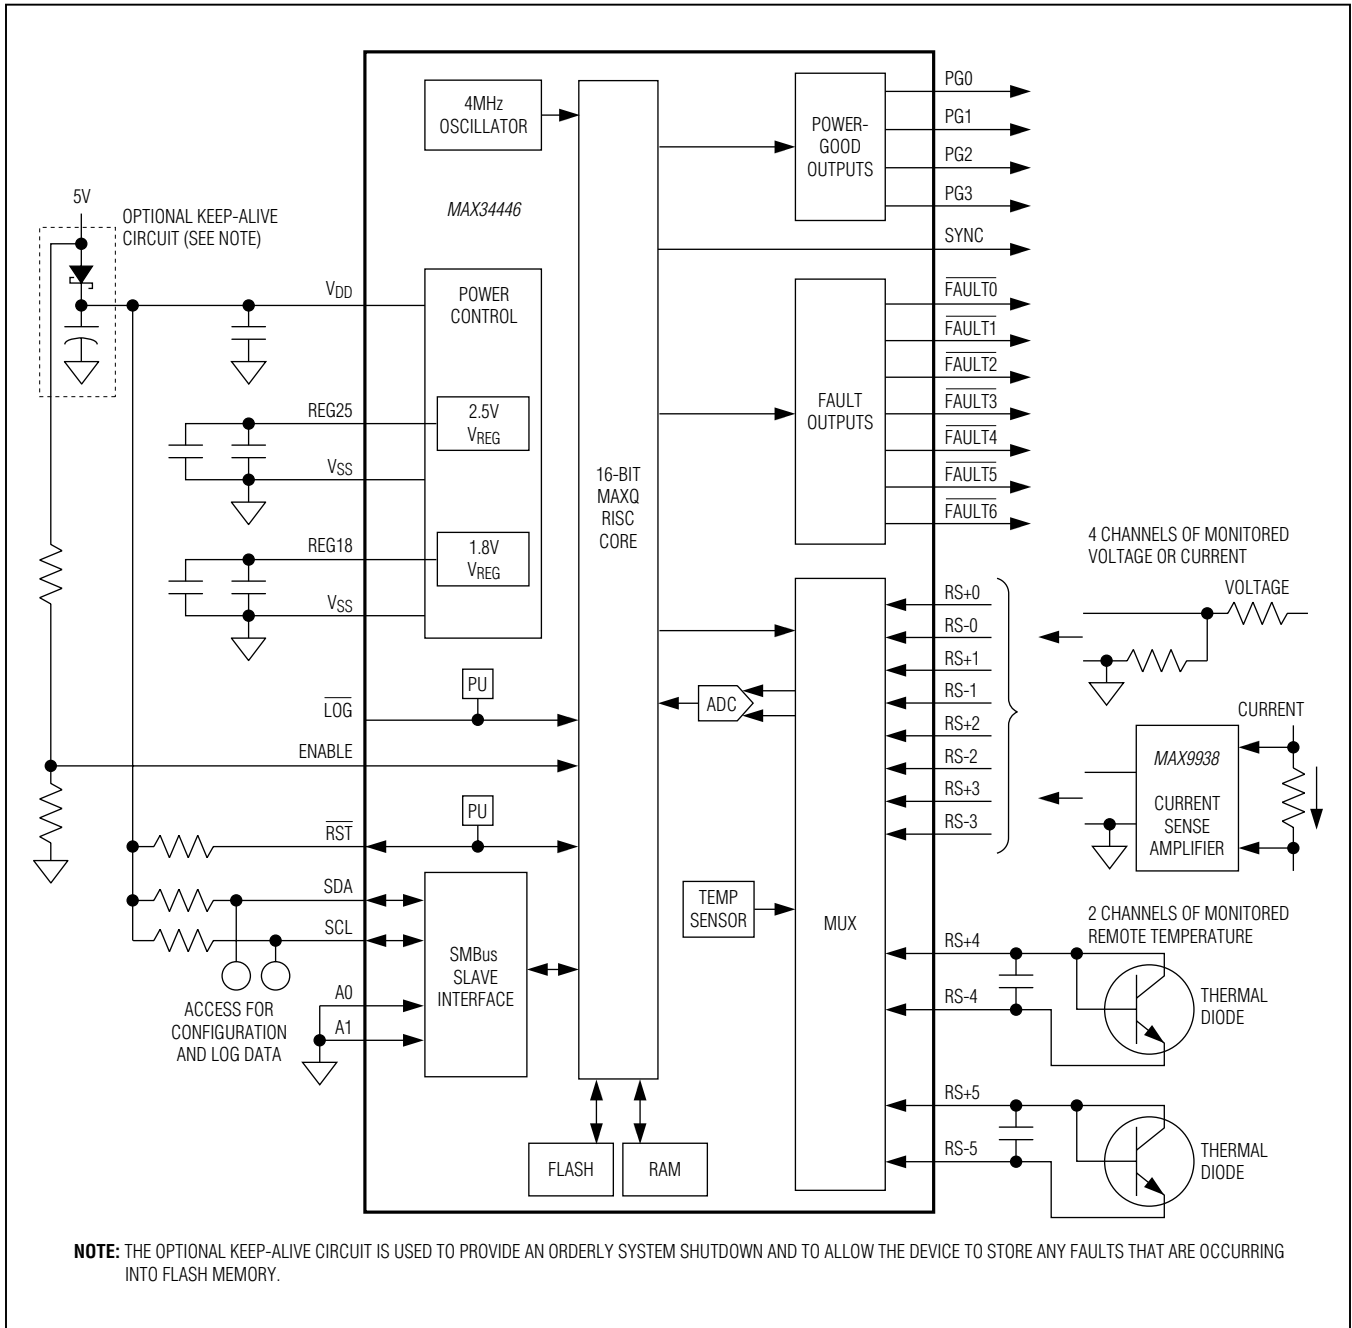 4MHz
OSCILLATOR
MAX34446
5V
OPTIONAL KEEP-ALIVE
CIRCUIT (SEE NOTE)
VDD
POWER
CONTROL
REG25
2.5V
VREG
VSS
REG18
1.8V
VREG
VSS
PU
LOG
ENABLE
PU
RST
SDA
SCL
A0
A1
SMBus
SLAVE
INTERFACE
ACCESS FOR
CONFIGURATION
AND LOG DATA
16-BIT
MAXQ
RISC
CORE
FLASH
RAM
POWER-
GOOD
OUTPUTS
PG0
PG1
PG2
PG3
SYNC
FAULT
OUTPUTS
FAULT0
FAULT1
FAULT2
FAULT3
FAULT4
FAULT5
FAULT6
ADC
TEMP
SENSOR
MUX
RS+0
RS-0
RS+1
RS-1
RS+2
RS-2
RS+3
RS-3
RS+4
RS-4
RS+5
RS-5
4 CHANNELS OF MONITORED
VOLTAGE OR CURRENT
VOLTAGE
CURRENT
MAX9938
CURRENT
SENSE
AMPLIFIER
2 CHANNELS OF MONITORED
REMOTE TEMPERATURE
THERMAL
DIODE
THERMAL
DIODE
NOTE: THE OPTIONAL KEEP-ALIVE CIRCUIT IS USED TO PROVIDE AN ORDERLY SYSTEM SHUTDOWN AND TO ALLOW THE DEVICE TO STORE ANY FAULTS THAT ARE OCCURRING
INTO FLASH MEMORY.